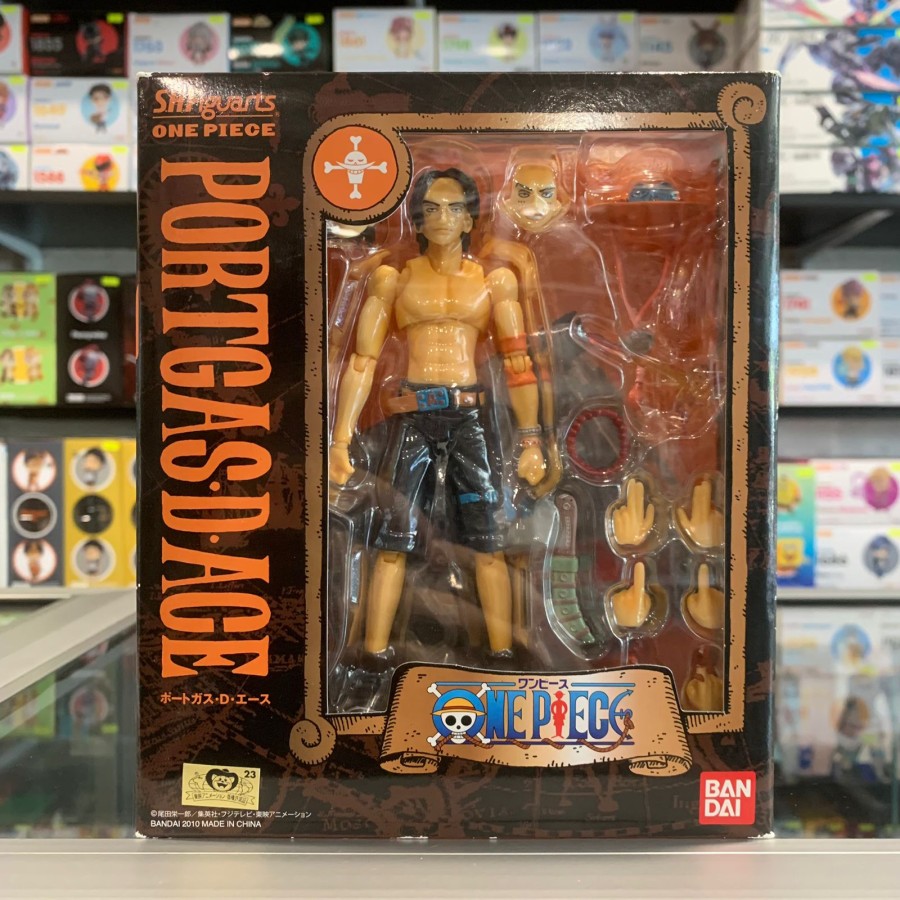 S.H.Figuarts
ONE PIECE
PORTGAS・D・ACE
ポートガス・D・エース
ワンピース
ONE PIECE
23
©尾田栄一郎／集英社・フジテレビ・東映アニメーション
BANDAI 2010 MADE IN CHINA
BAN
DAI